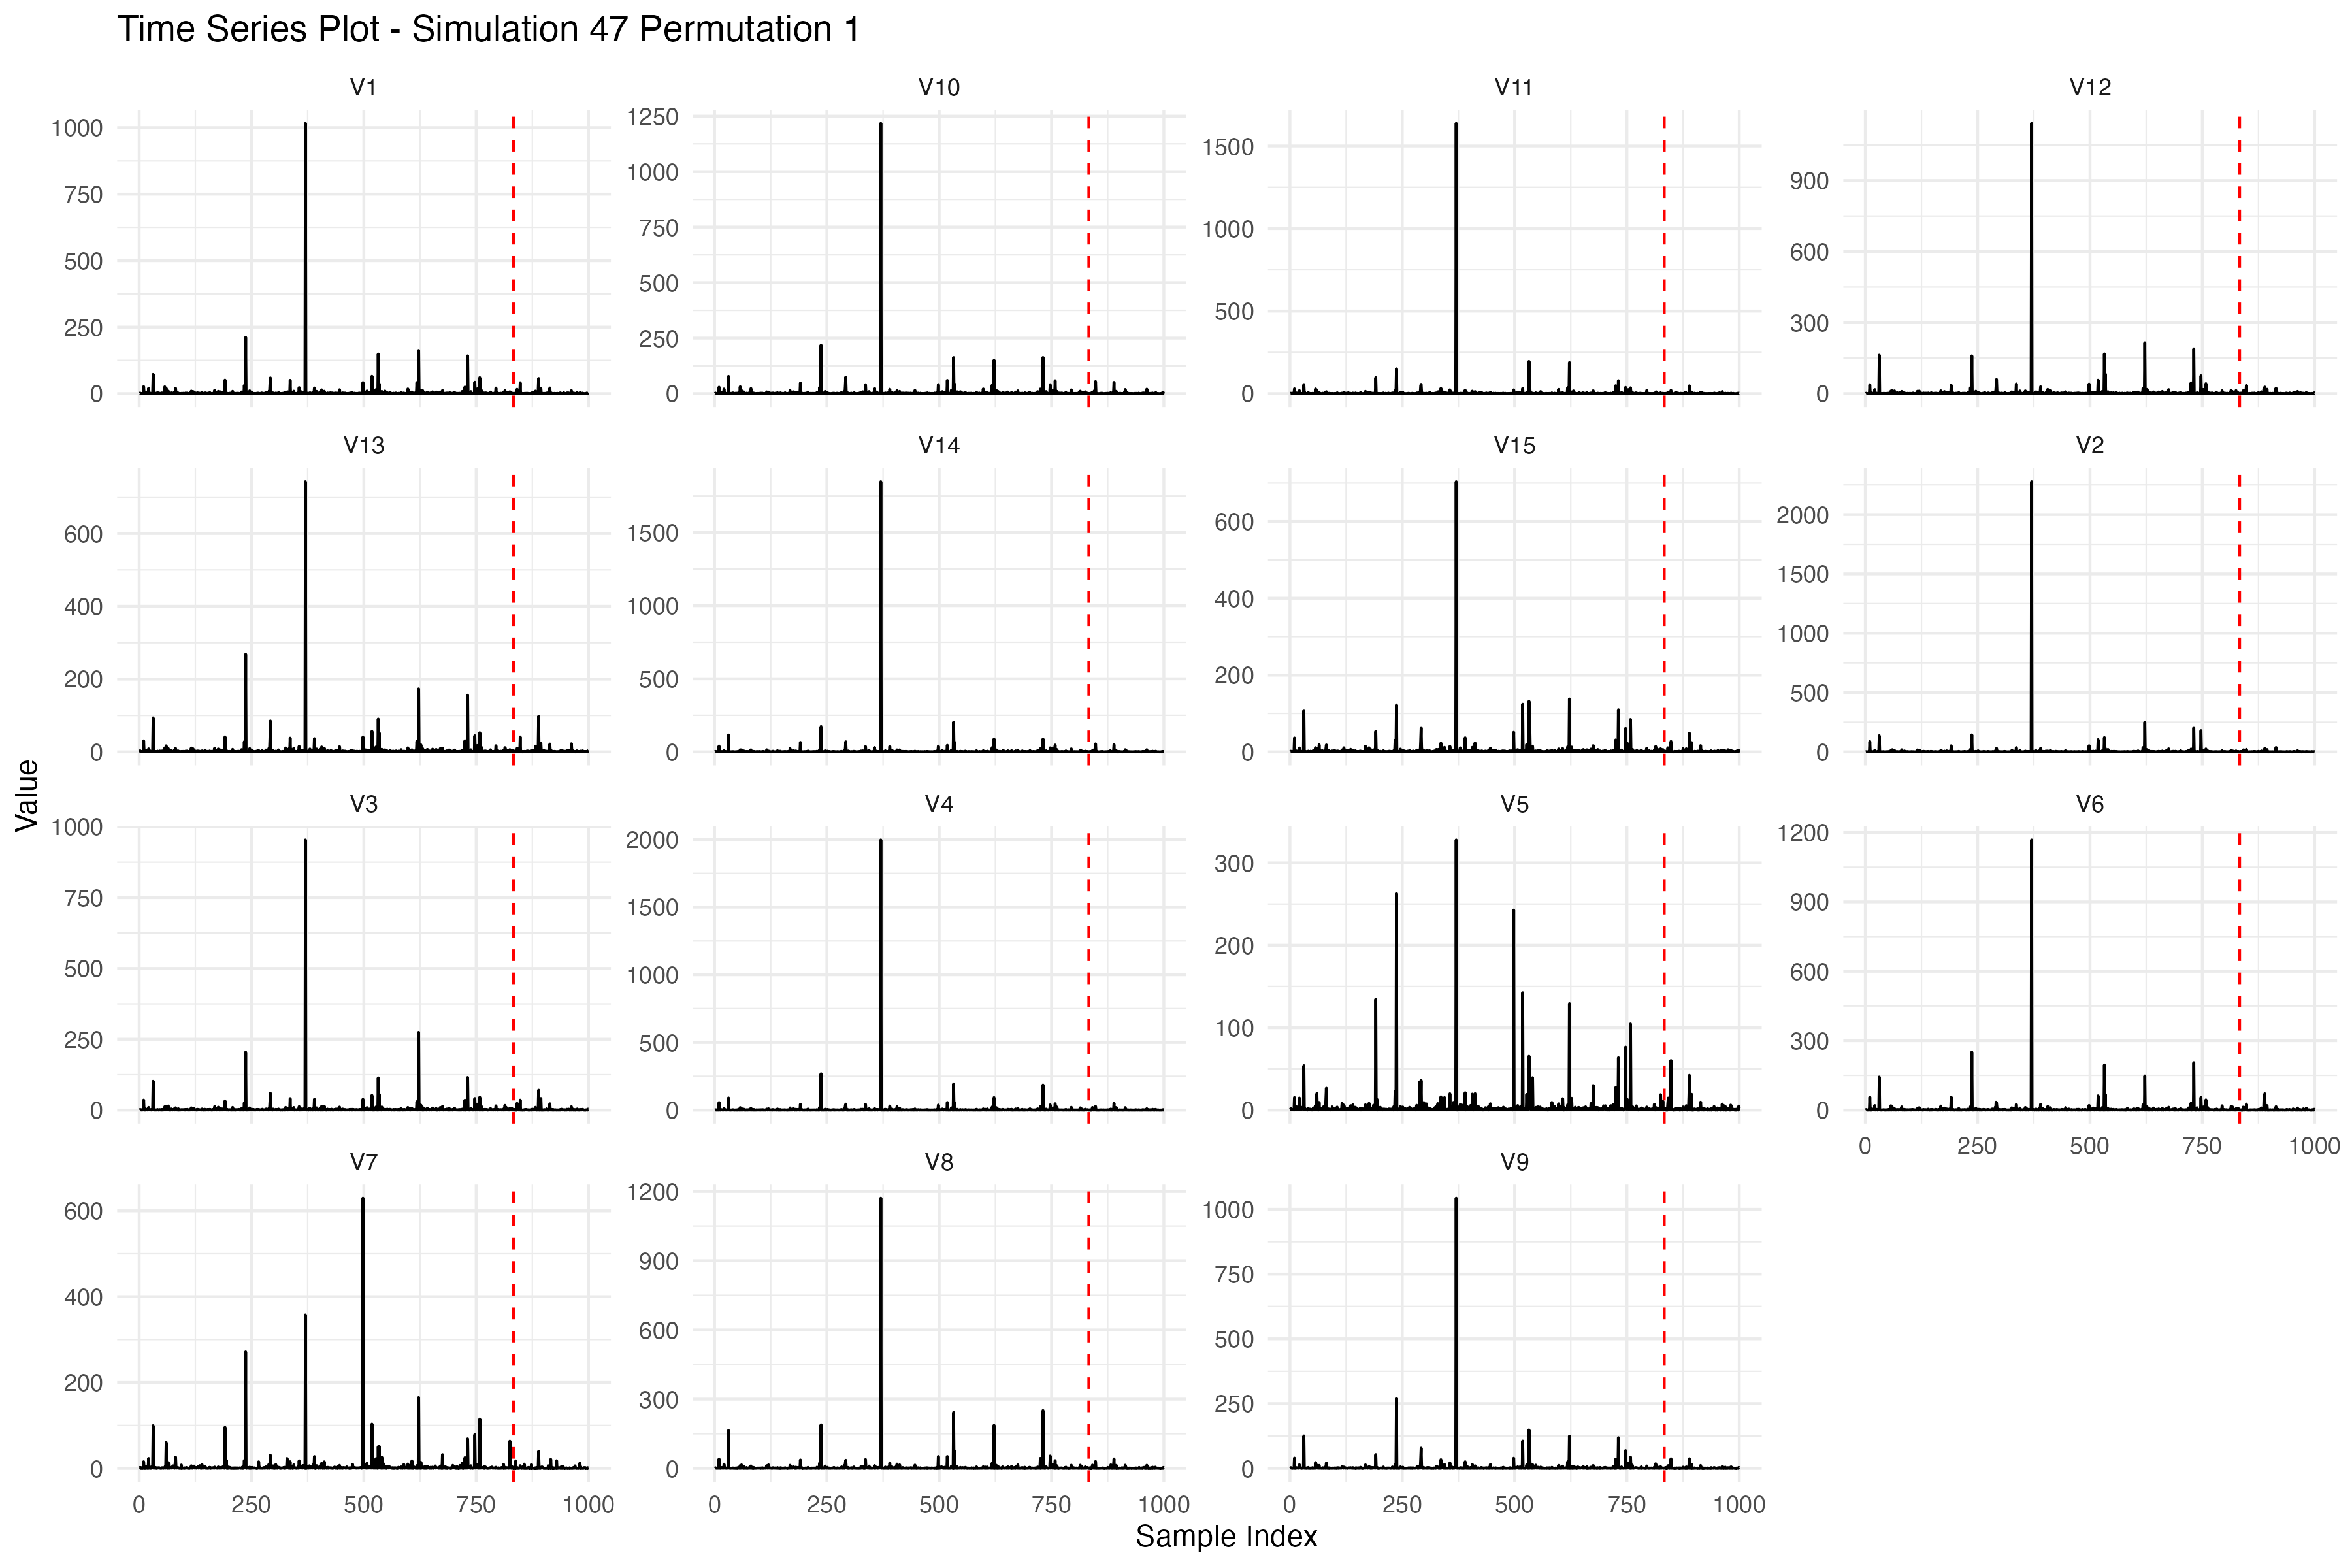 Time Series Plot - Simulation 47 Permutation 1
V1 V10 V11 V12
1000 750 500 250 0
1250 1000 750 500 250 0
1500 1000 500 0
900 600 300 0
V13 V14 V15 V2
600 400 200 0
1500 1000 500 0
600 400 200 0
2000 1500 1000 500 0
Value
V3 V4 V5 V6
1000 750 500 250 0
2000 1500 1000 500 0
300 200 100 0
1200 900 600 300 0
0 250 500 750 1000
V7 V8 V9
600 400 200 0
1200 900 600 300 0
1000 750 500 250 0
0 250 500 750 1000
0 250 500 750 1000
0 250 500 750 1000
Sample Index